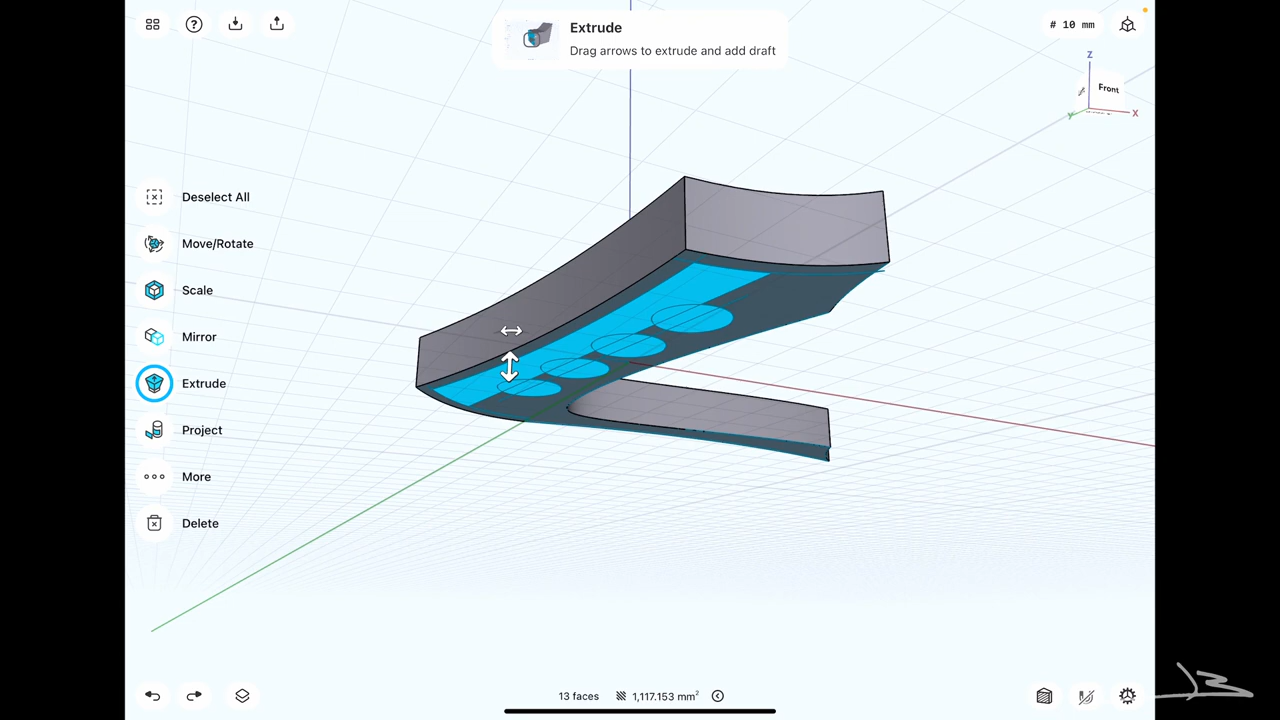 Extrude
Drag arrows to extrude and add draft
# 10 mm
Z
Front
Y
X
Deselect All
Move/Rotate
Scale
Mirror
Extrude
Project
More
Delete
13 faces
1,117.153 mm²